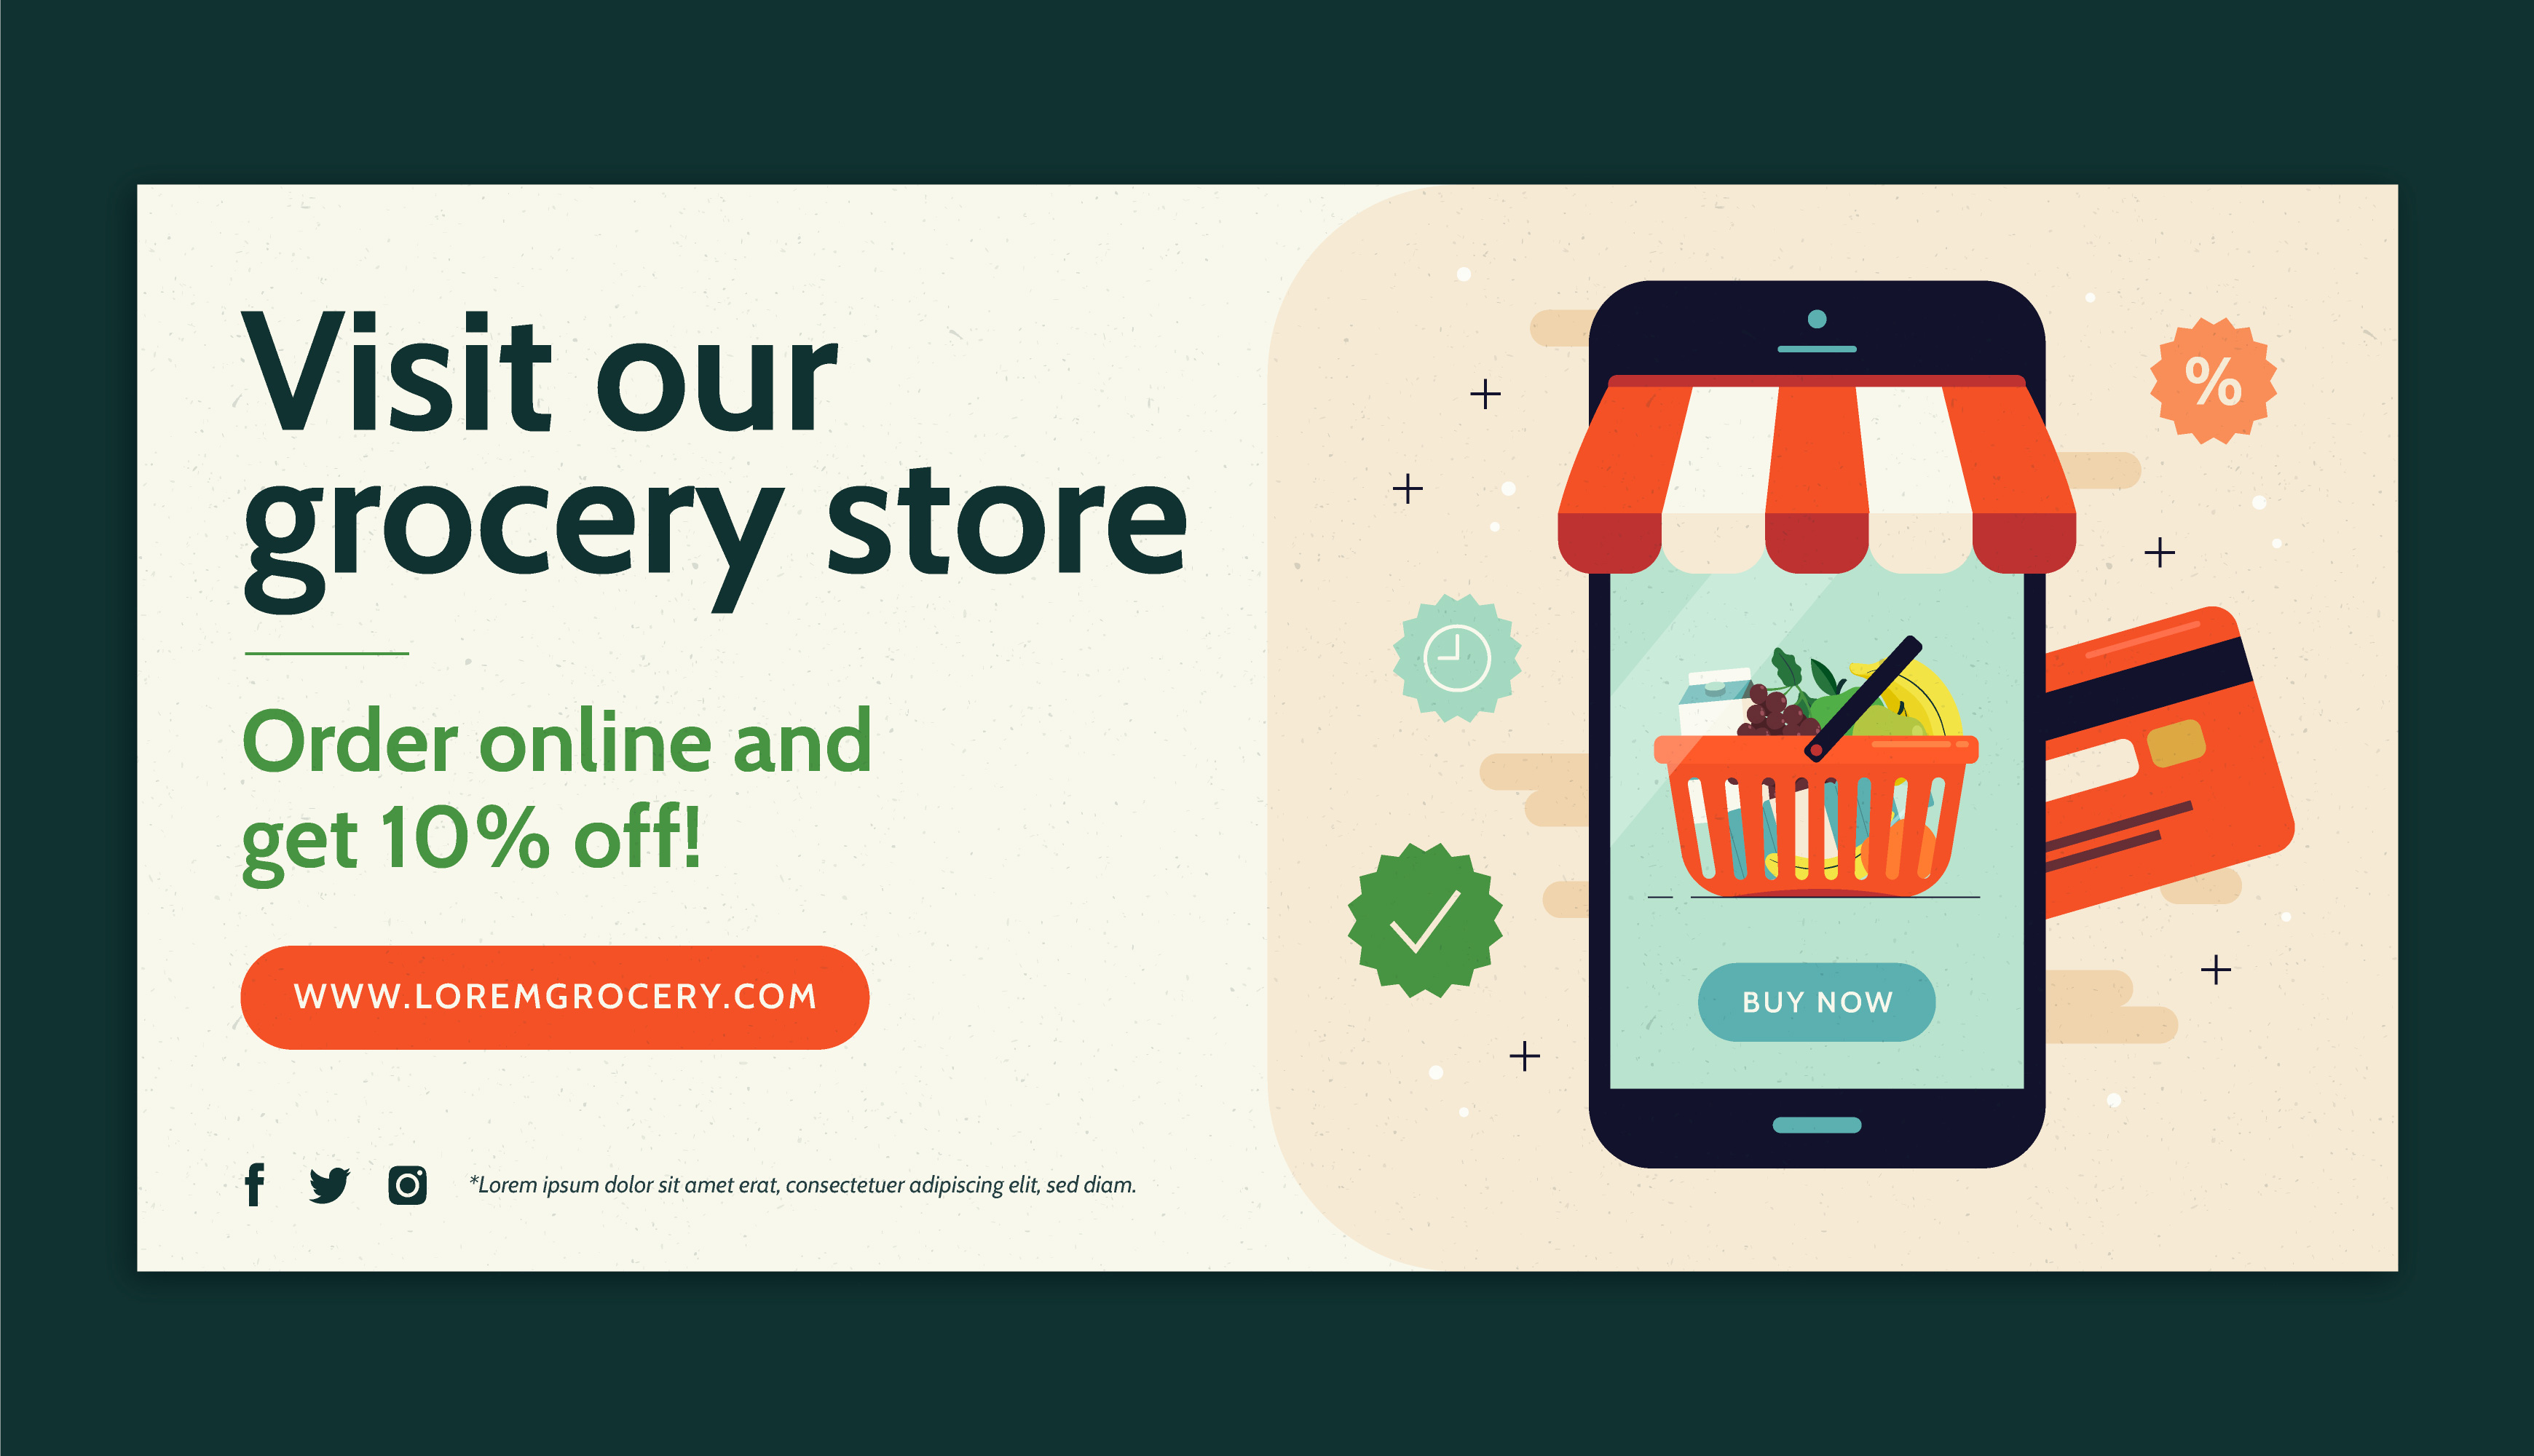 Visit our
grocery store
Order online and
get 10% off!
WWW.LOREMGROCERY.COM
*Lorem ipsum dolor sit amet erat, consectetuer adipiscing elit, sed diam.
%
BUY NOW